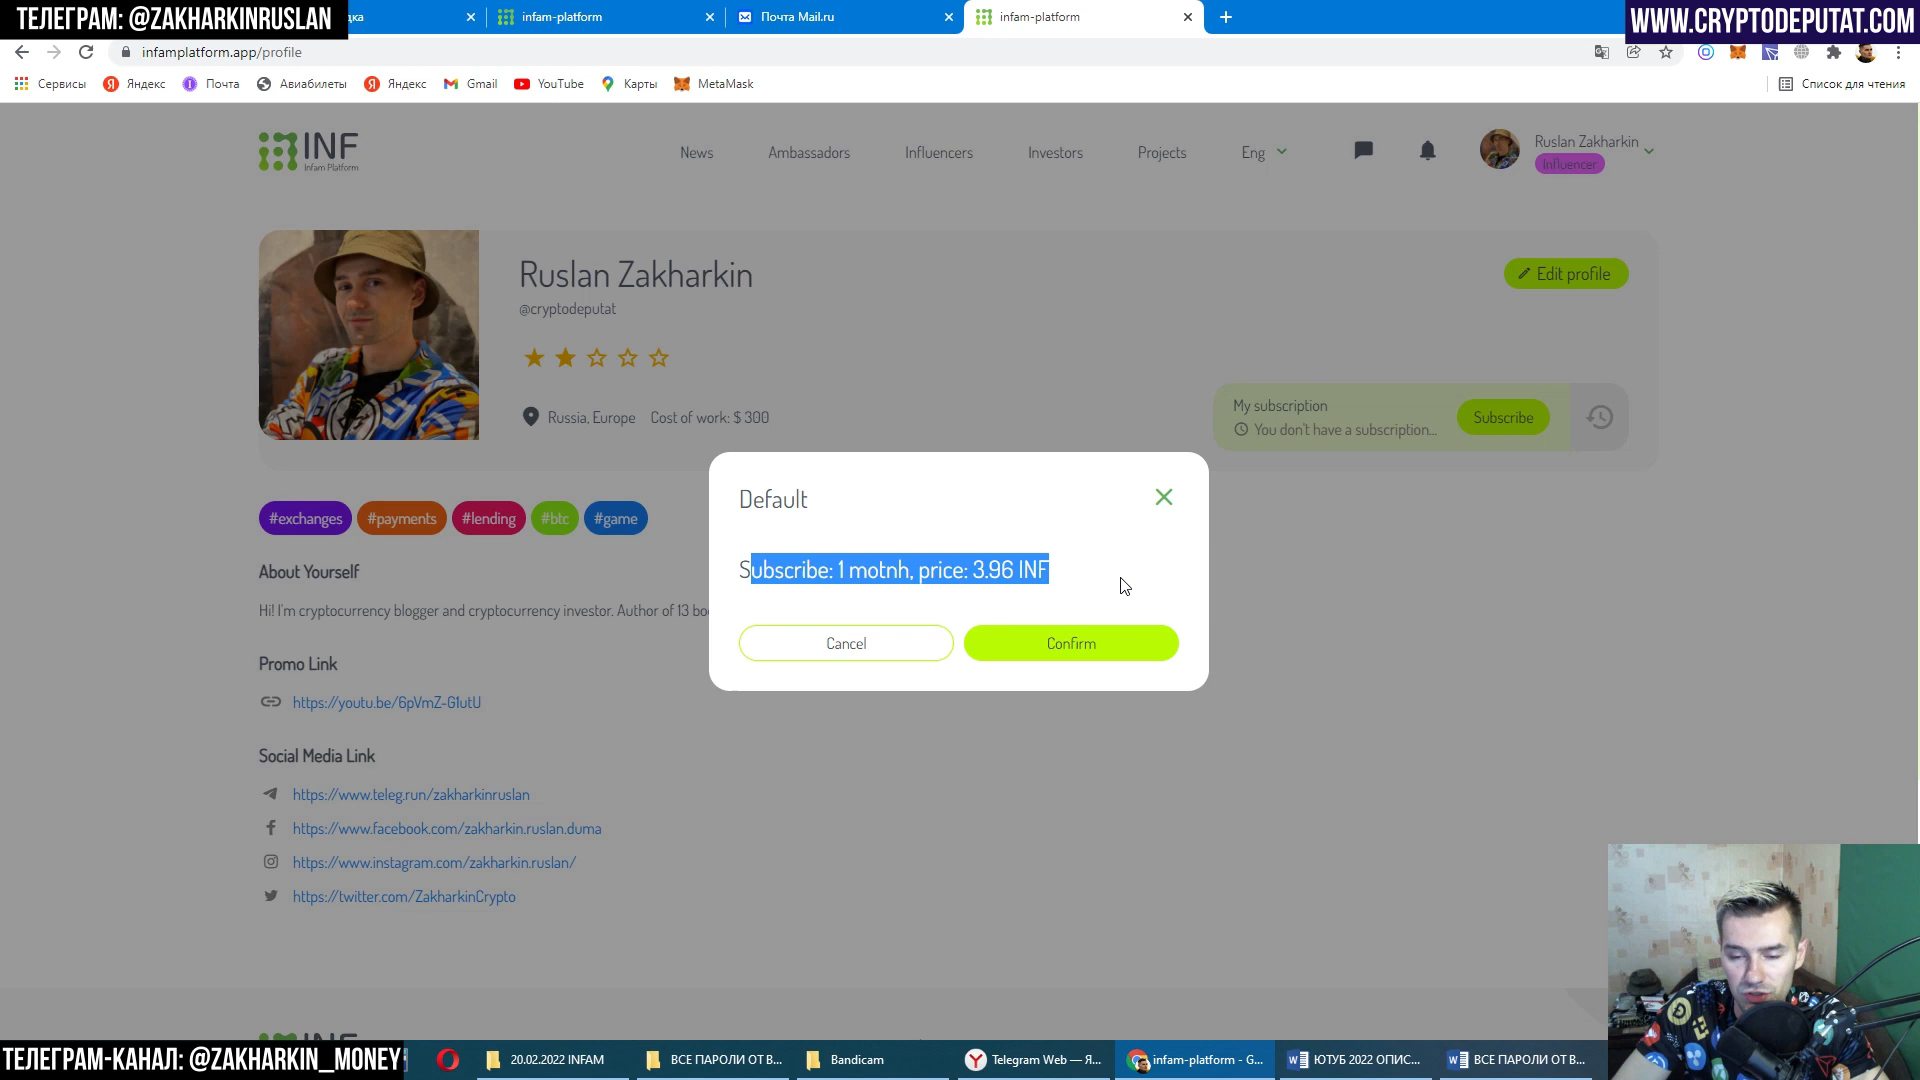 ТЕЛЕГРАМ: @ZAKHARKINRUSLAN
дка
infam-platform
Почта Mail.ru
infam-platform
WWW.CRYPTODEPUTAT.COM
infamplatform.app/profile
Сервисы
Яндекс
Почта
Авиабилеты
Яндекс
Gmail
YouTube
Карты
MetaMask
Список для чтения
INF
Infam Platform
News
Ambassadors
Influencers
Investors
Projects
Eng
Ruslan Zakharkin
Influencer
Ruslan Zakharkin
@cryptodeputat
Edit profile
Russia, Europe
Cost of work: $ 300
My subscription
You don't have a subscription...
Subscribe
#exchanges
#payments
#lending
#btc
#game
Default
Subscribe: 1 motnh, price: 3.96 INF
Cancel
Confirm
About Yourself
Hi! I'm cryptocurrency blogger and cryptocurrency investor. Author of 13 bo
Promo Link
https://youtu.be/6pVmZ-G1utU
Social Media Link
https://www.teleg.run/zakharkinruslan
https://www.facebook.com/zakharkin.ruslan.duma
https://www.instagram.com/zakharkin.ruslan/
https://twitter.com/ZakharkinCrypto
INF
ТЕЛЕГРАМ-КАНАЛ: @ZAKHARKIN_MONEY
20.02.2022 INFAM
ВСЕ ПАРОЛИ ОТ В...
Bandicam
Telegram Web — Я...
infam-platform - G...
ЮТУБ 2022 ОПИС...
ВСЕ ПАРОЛИ ОТ В...